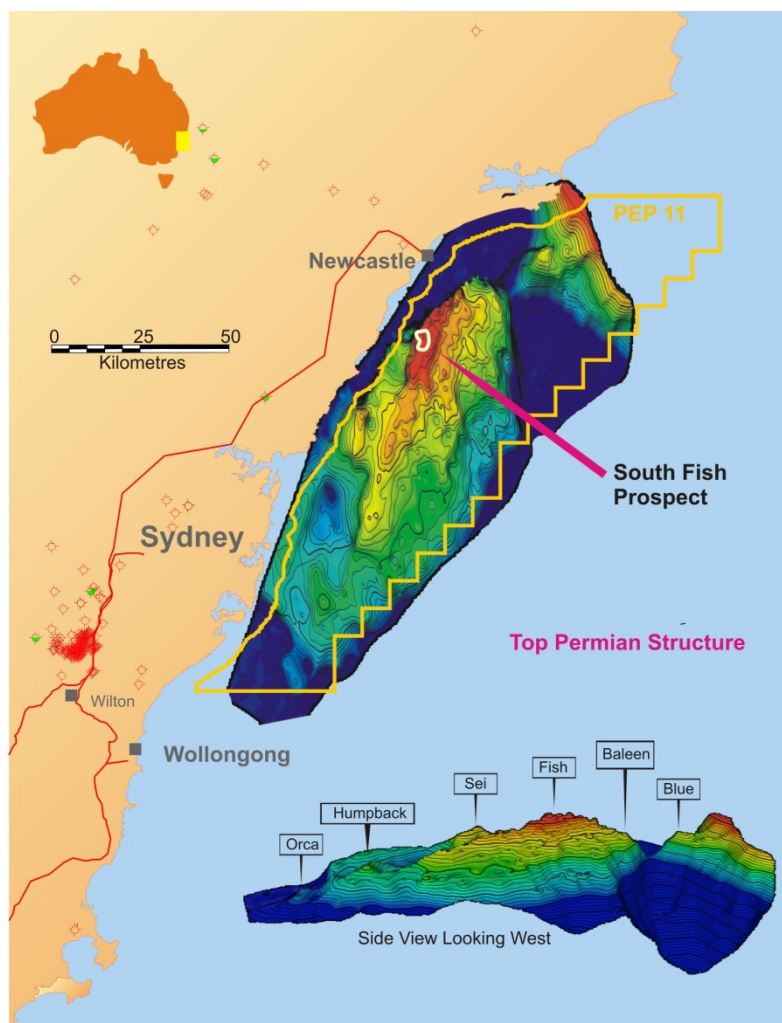 PEP 11
Newcastle
0 25 50
Kilometres
South Fish
Prospect
Sydney
Top Permian Structure
Wilton
Wollongong
Baleen
Fish
Sei
Blue
Humpback
Orca
Side View Looking West